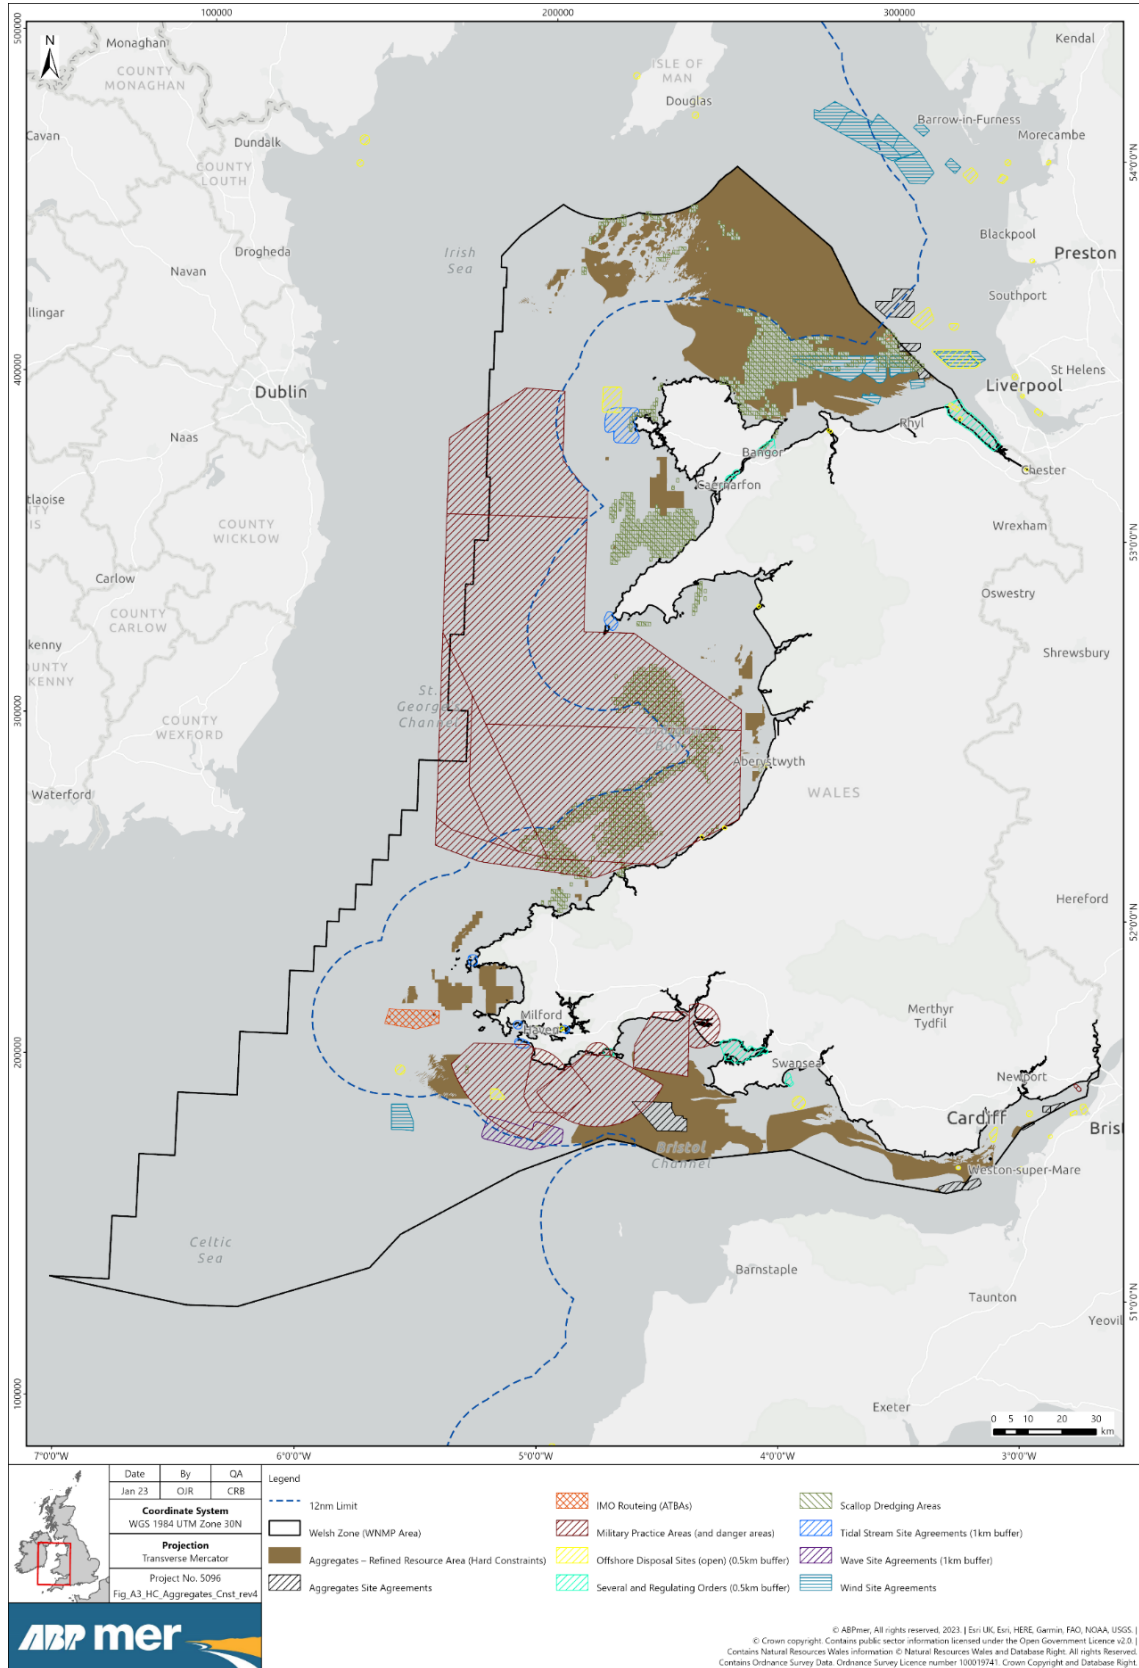 100000
200000
300000
500000
400000
300000
200000
100000
N
Monaghan
COUNTY
MONAGHAN
Cavan
Dundalk
COUNTY
LOUTH
Drogheda
Navan
llingar
Dublin
Naas
tlaoise
COUNTY
WICKLOW
Carlow
COUNTY
CARLOW
kenny
UNTY
KENNY
COUNTY
WEXFORD
Waterford
ISLE OF
MAN
Douglas
Irish
Sea
St.
George's
Channel
Celtic
Sea
Kendal
Barrow-in-Furness
Morecambe
Blackpool
Preston
Southport
St Helens
Liverpool
Rhyl
Chester
Bangor
Caernarfon
Wrexham
Oswestry
Shrewsbury
Aberystwyth
WALES
Hereford
Milford
Haven
Merthyr
Tydfil
Swansea
Newport
Cardiff
Brist
Bristol
Channel
Weston-super-Mare
Barnstaple
Taunton
Yeovil
Exeter
54°0'0"N
53°0'0"N
52°0'0"N
51°0'0"N
0 5 10 20 30
km
7°0'0"W
6°0'0"W
5°0'0"W
4°0'0"W
3°0'0"W
Date By QA
Jan 23 OJR CRB
Coordinate System
WGS 1984 UTM Zone 30N
Projection
Transverse Mercator
Project No. 5096
Fig_A3_HC_Aggregates_Cnst_rev4
ABP mer
Legend
12nm Limit
Welsh Zone (WNMP Area)
Aggregates – Refined Resource Area (Hard Constraints)
Aggregates Site Agreements
IMO Routeing (ATBAs)
Military Practice Areas (and danger areas)
Offshore Disposal Sites (open) (0.5km buffer)
Several and Regulating Orders (0.5km buffer)
Scallop Dredging Areas
Tidal Stream Site Agreements (1km buffer)
Wave Site Agreements (1km buffer)
Wind Site Agreements
© ABPmer, All rights reserved, 2023. | Esri UK, Esri, HERE, Garmin, FAO, NOAA, USGS. |
© Crown copyright. Contains public sector information licensed under the Open Government Licence v2.0. |
Contains Natural Resources Wales information © Natural Resources Wales and Database Right. All rights Reserved.
Contains Ordnance Survey Data. Ordnance Survey Licence number 100019741. Crown Copyright and Database Right.